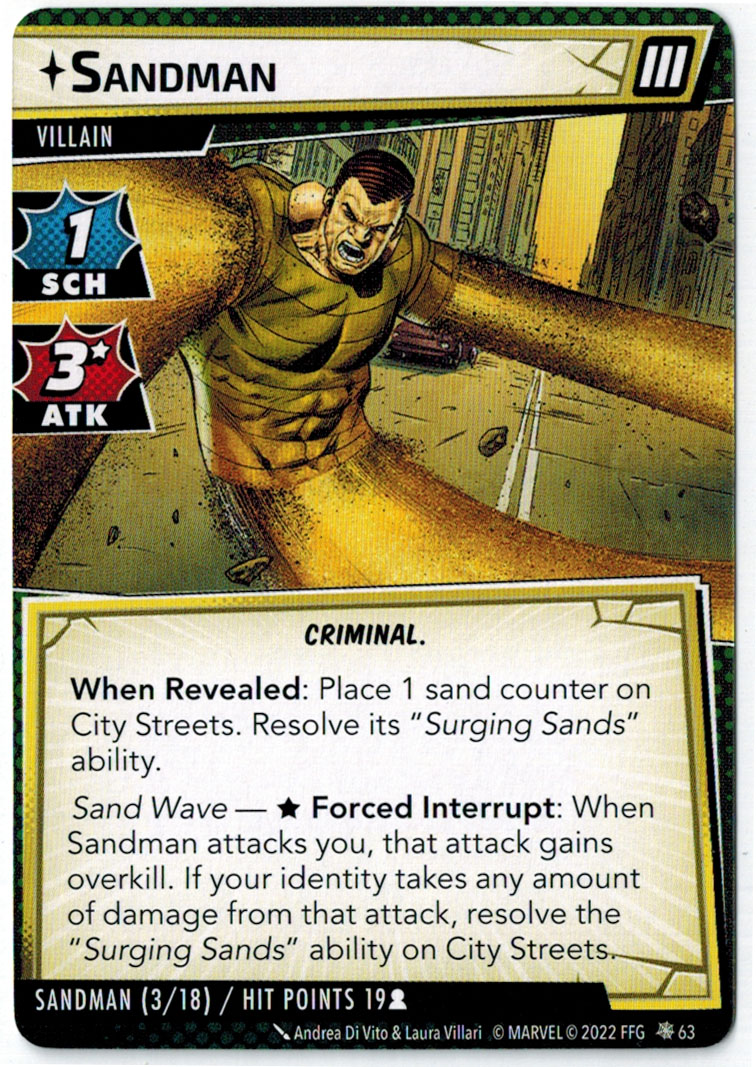 SANDMAN
III
VILLAIN
1
SCH
3
ATK
CRIMINAL.
When Revealed: Place 1 sand counter on
City Streets. Resolve its "Surging Sands"
ability.
Sand Wave — ★ Forced Interrupt: When
Sandman attacks you, that attack gains
overkill. If your identity takes any amount
of damage from that attack, resolve the
"Surging Sands" ability on City Streets.
SANDMAN (3/18) / HIT POINTS 19
Andrea Di Vito & Laura Villari © MARVEL © 2022 FFG 63